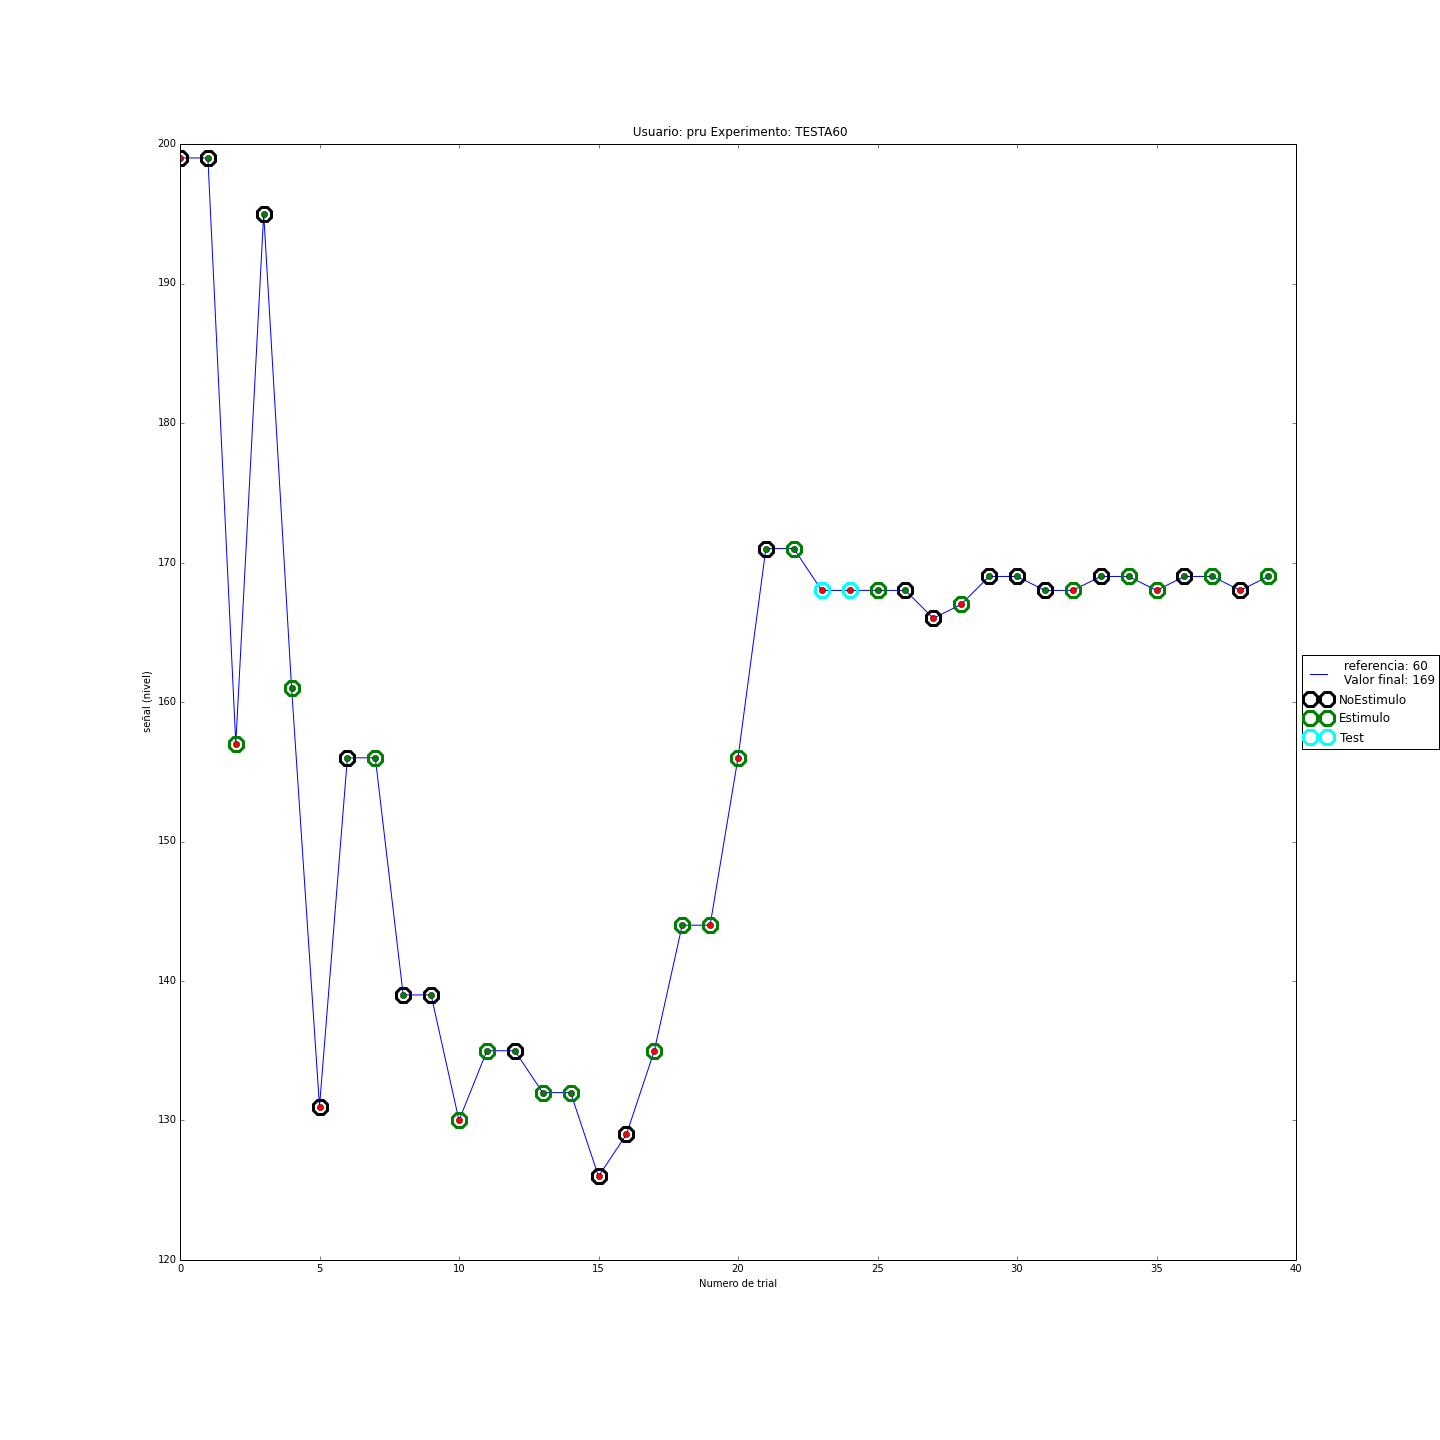 Usuario: pru Experimento: TESTA60
200
190
180
170
160
150
140
130
120
señal (nivel)
0 5 10 15 20 25 30 35 40
Numero de trial
referencia: 60
Valor final: 169
NoEstimulo
Estimulo
Test